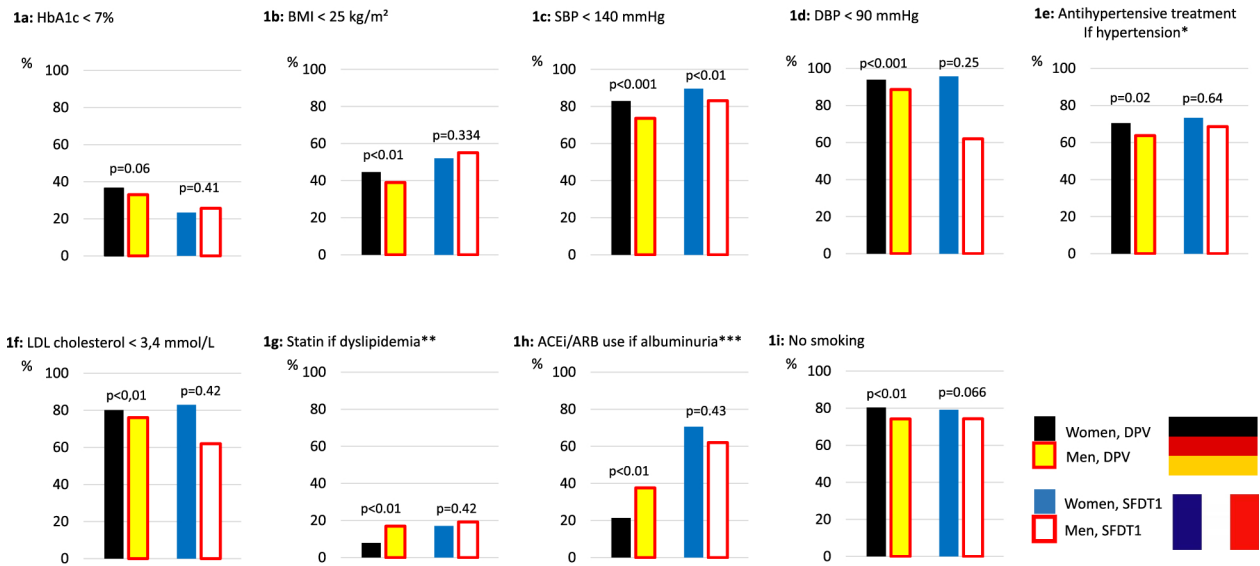 1a: HbA1c < 7%
%
100
80
60
40
20
0
p=0.06
p=0.41
1b: BMI < 25 kg/m²
%
100
80
60
40
20
0
p<0.01
p=0.334
1c: SBP < 140 mmHg
%
100
80
60
40
20
0
p<0.001
p<0.01
1d: DBP < 90 mmHg
%
100
80
60
40
20
0
p<0.001
p=0.25
1e: Antihypertensive treatment
If hypertension*
%
100
80
60
40
20
0
p=0.02
p=0.64
1f: LDL cholesterol < 3,4 mmol/L
%
100
80
60
40
20
0
p<0,01
p=0.42
1g: Statin if dyslipidemia**
%
100
80
60
40
20
0
p<0.01
p=0.42
1h: ACEi/ARB use if albuminuria***
%
100
80
60
40
20
0
p<0.01
p=0.43
1i: No smoking
%
100
80
60
40
20
0
p<0.01
p=0.066
Women, DPV
Men, DPV
Women, SFDT1
Men, SFDT1